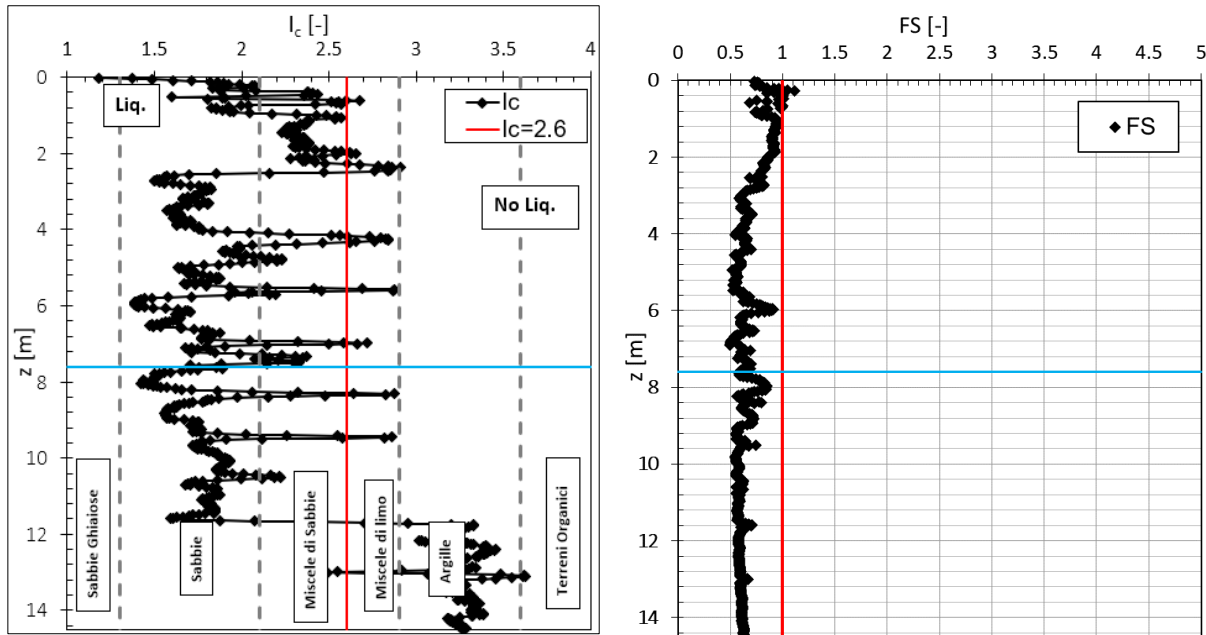 I_c [-]
1 1.5 2 2.5 3 3.5 4
0
2
4
6
8
10
12
14
z [m]
Liq.
Ic
Ic=2.6
No Liq.
Sabbie Ghiaiose
Sabbie
Miscele di Sabbie
Miscele di limo
Argille
Terreni Organici
FS [-]
0 0.5 1 1.5 2 2.5 3 3.5 4 4.5 5
0
2
4
6
8
10
12
14
z [m]
FS